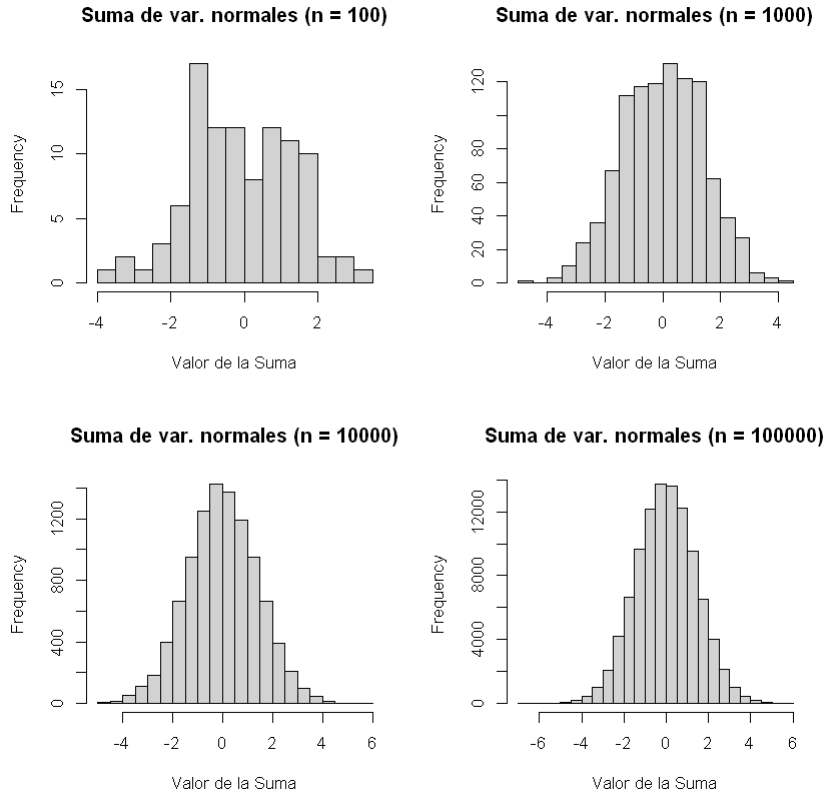 Suma de var. normales (n = 100)
Frequency
15
10
5
0
-4 -2 0 2
Valor de la Suma
Suma de var. normales (n = 1000)
Frequency
120
80
60
40
20
0
-4 -2 0 2 4
Valor de la Suma
Suma de var. normales (n = 10000)
Frequency
1200
800
400
0
-4 -2 0 2 4 6
Valor de la Suma
Suma de var. normales (n = 100000)
Frequency
12000
8000
4000
0
-6 -4 -2 0 2 4 6
Valor de la Suma